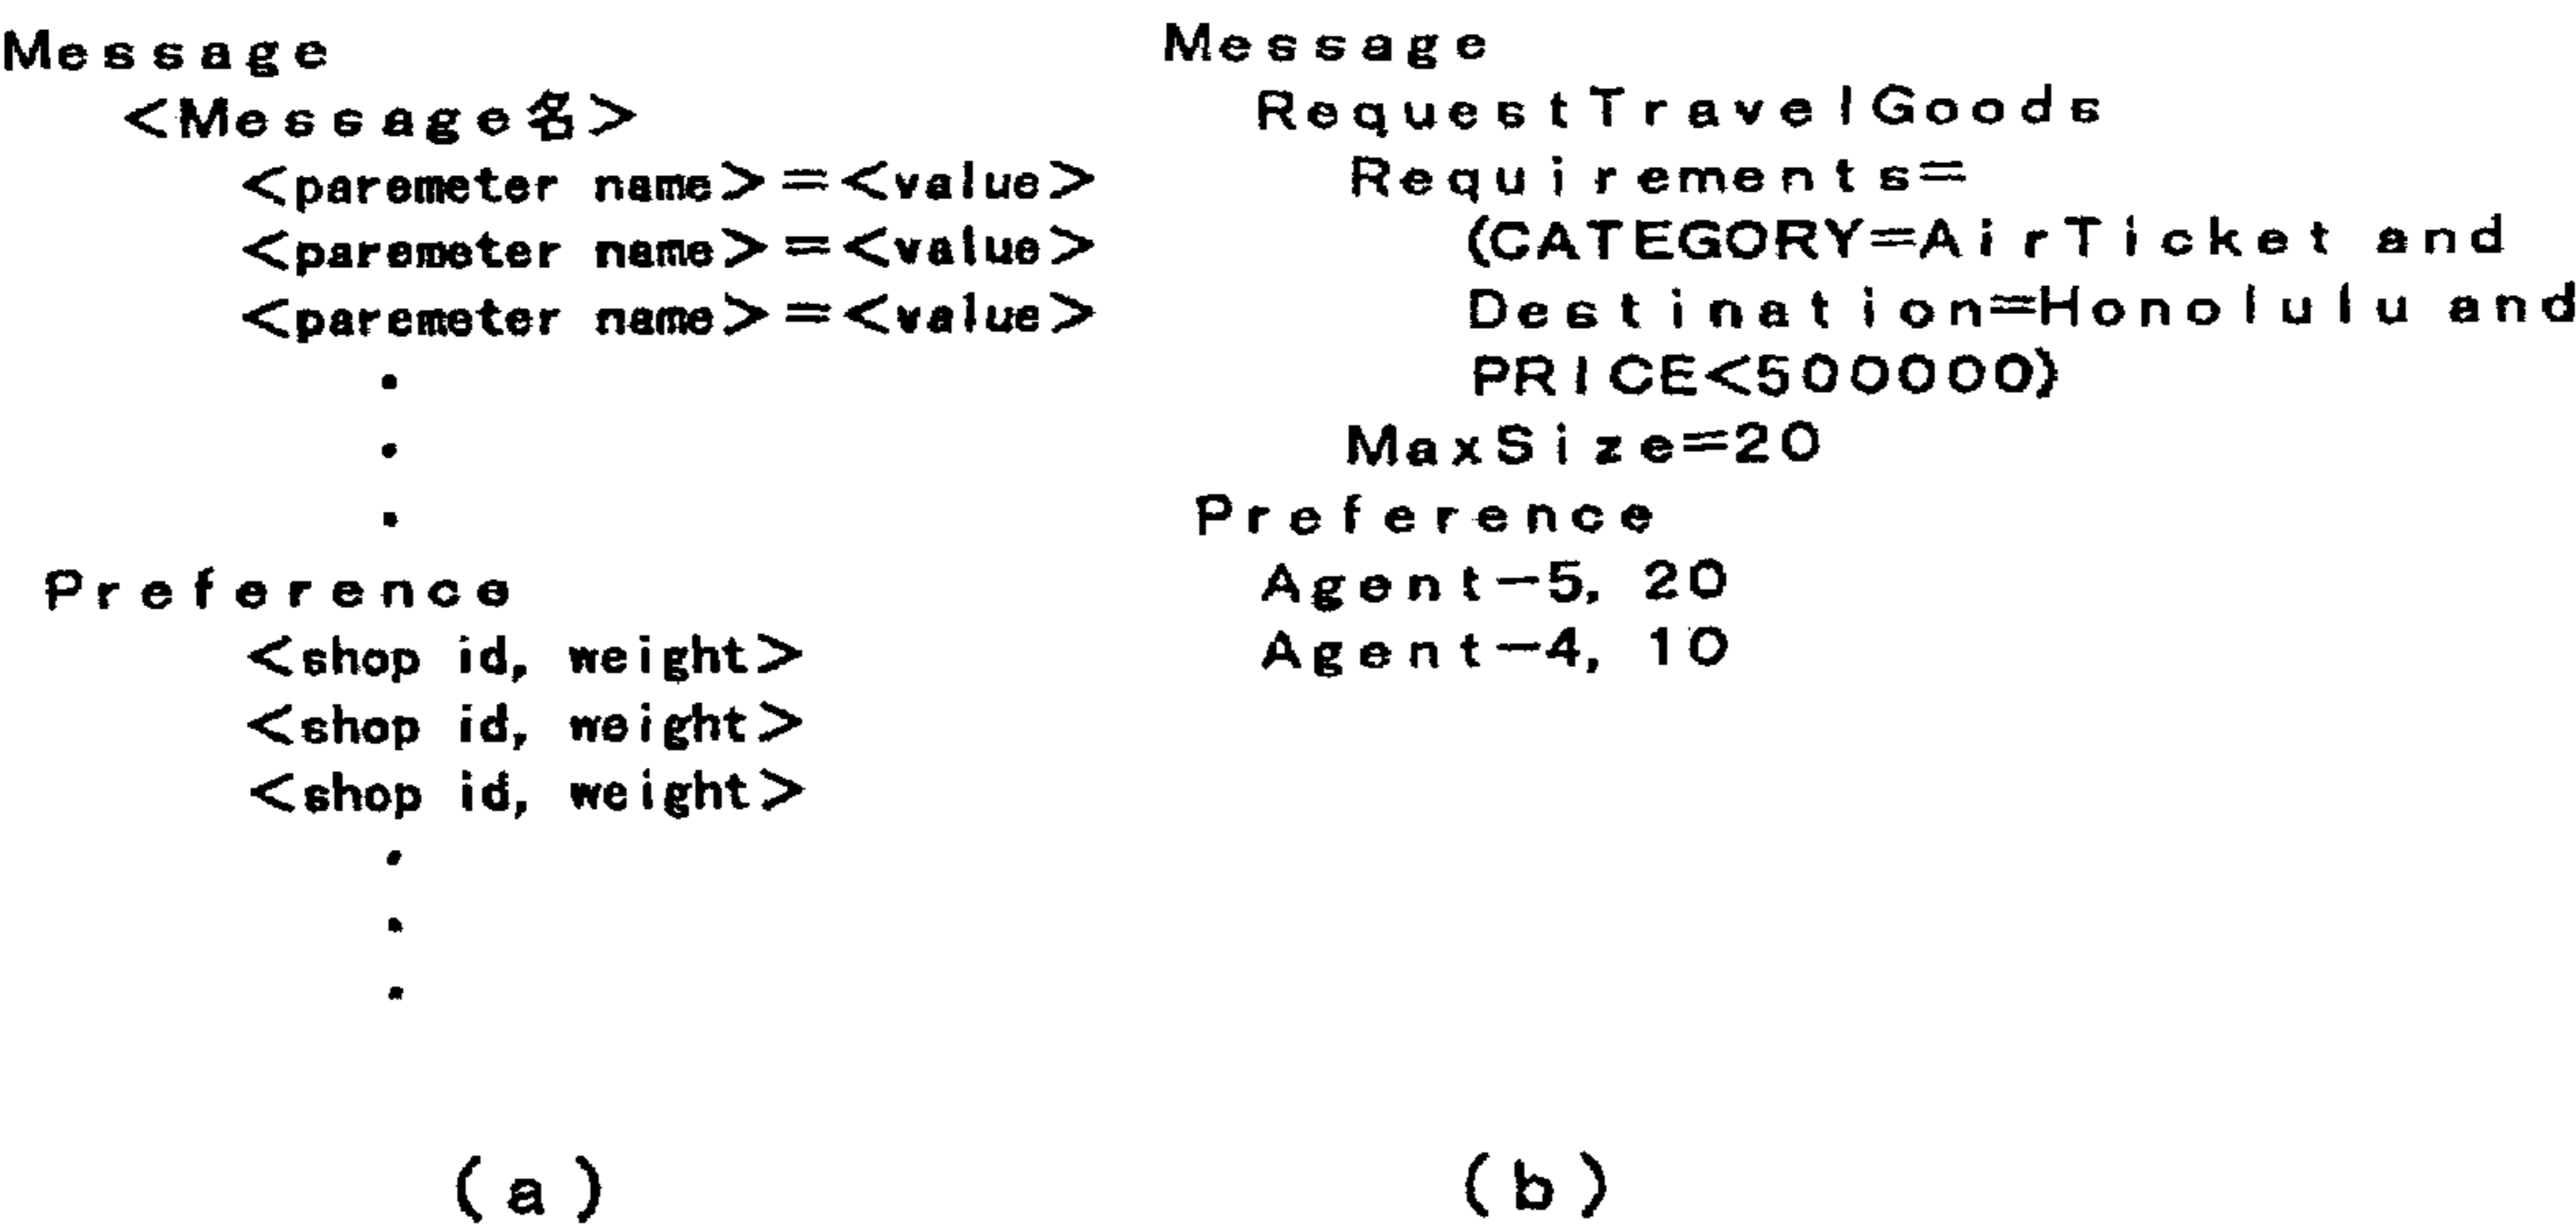 Message
<Message名>
<paremeter name>=<value>
<paremeter name>=<value>
<paremeter name>=<value>
・
・
・
Preference
<shop id, weight>
<shop id, weight>
<shop id, weight>
・
・
・
(a)
Message
RequestTravelGoods
Requirements=
(CATEGORY=AirTicket and
Destination=Honolulu and
PRICE<500000)
MaxSize=20
Preference
Agent-5, 20
Agent-4, 10
(b)